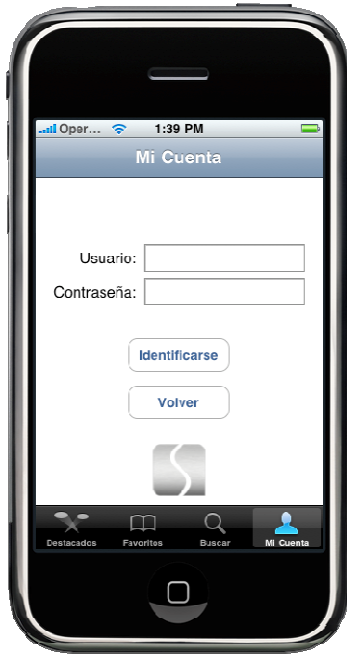 Oper... 1:39 PM
Mi Cuenta
Usuario:
Contraseña:
Identificarse
Volver
Destacados Favoritos Buscar Mi Cuenta